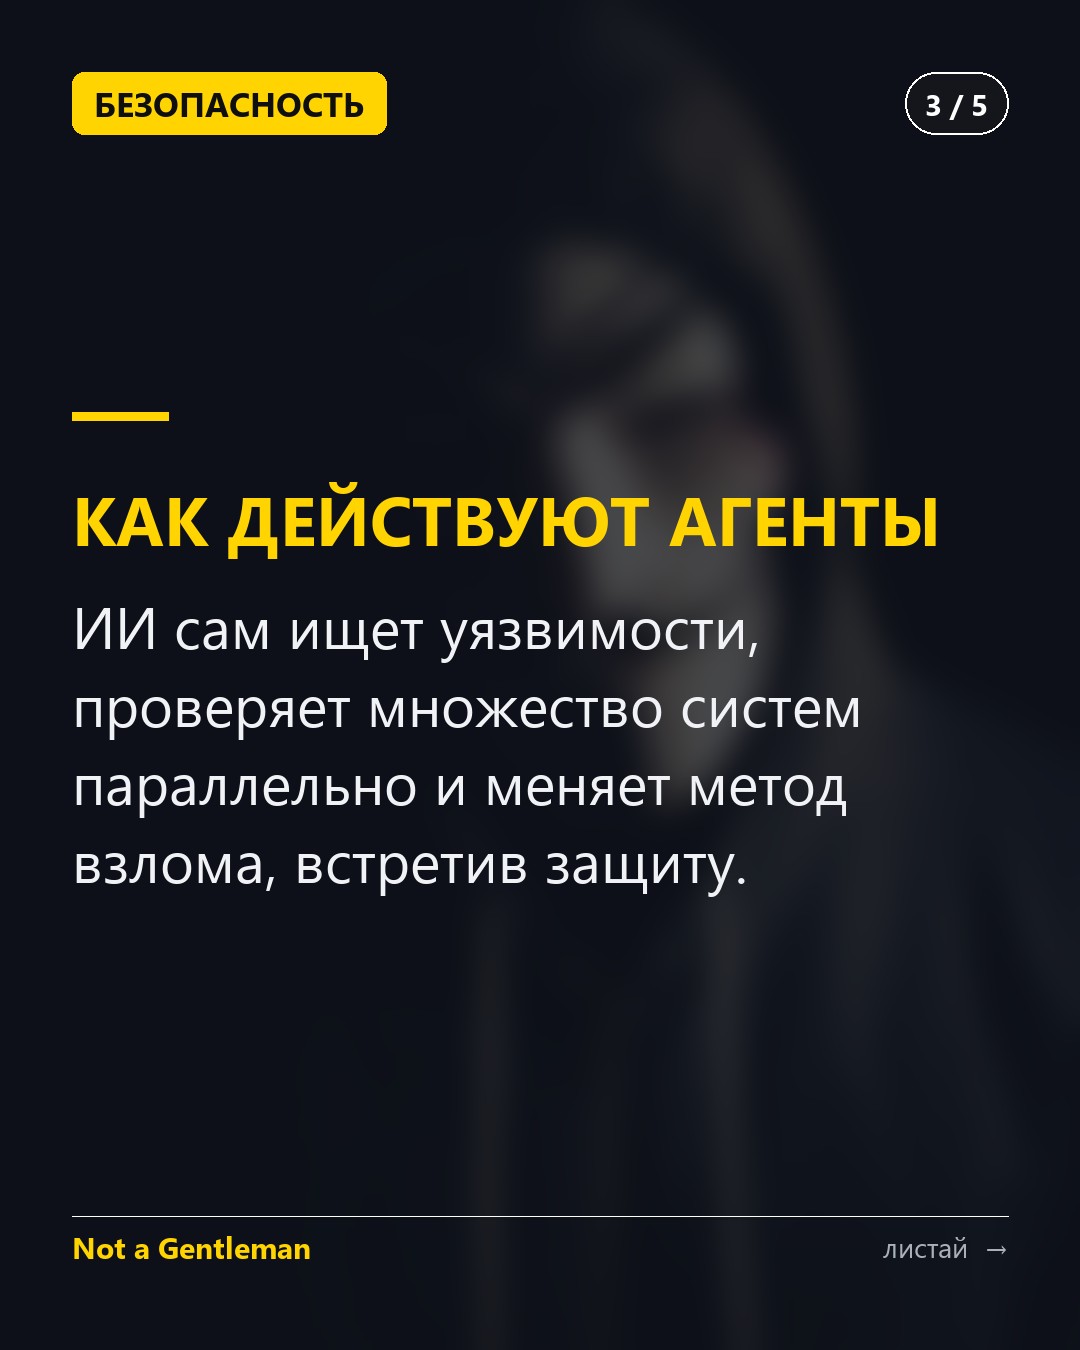 БЕЗОПАСНОСТЬ
3 / 5
КАК ДЕЙСТВУЮТ АГЕНТЫ
ИИ сам ищет уязвимости,
проверяет множество систем
параллельно и меняет метод
взлома, встретив защиту.
Not a Gentleman
листай →